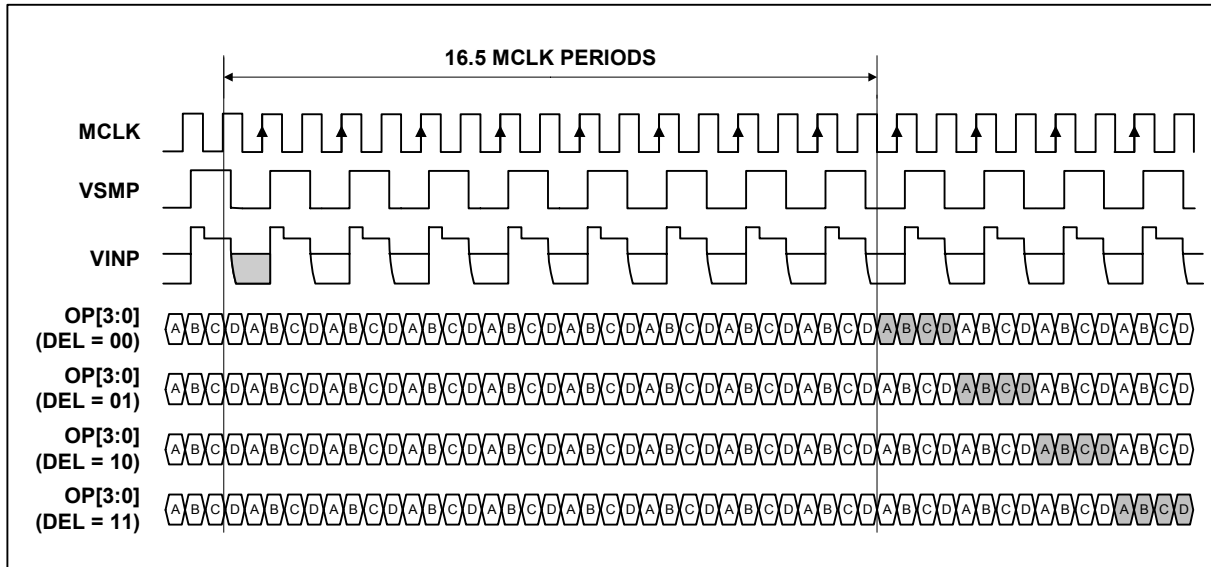 16.5 MCLK PERIODS
MCLK
VSMP
VINP
OP[3:0]
(DEL = 00)
A B C D A B C D A B C D A B C D A B C D A B C D A B C D A B C D A B C D A B C D A B C D A B C D A B C D
OP[3:0]
(DEL = 01)
A B C D A B C D A B C D A B C D A B C D A B C D A B C D A B C D A B C D A B C D A B C D A B C D A B C D
OP[3:0]
(DEL = 10)
A B C D A B C D A B C D A B C D A B C D A B C D A B C D A B C D A B C D A B C D A B C D A B C D A B C D
OP[3:0]
(DEL = 11)
A B C D A B C D A B C D A B C D A B C D A B C D A B C D A B C D A B C D A B C D A B C D A B C D A B C D